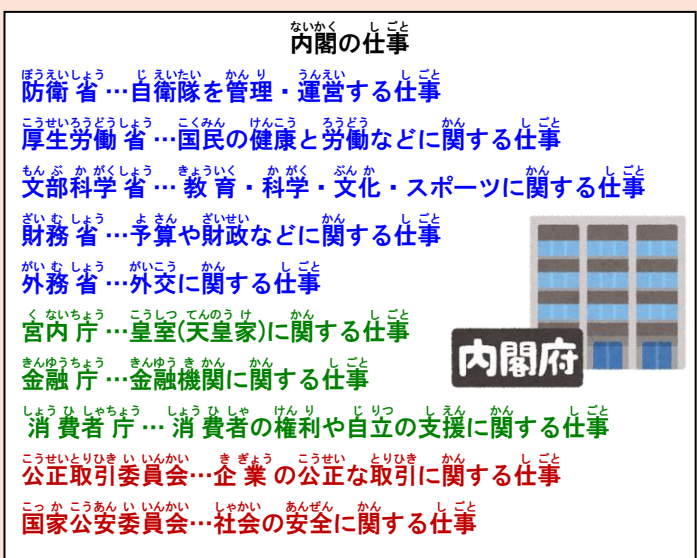 内閣の仕事
防衛省…自衛隊を管理・運営する仕事
厚生労働省…国民の健康と労働などに関する仕事
文部科学省…教育・科学・文化・スポーツに関する仕事
財務省…予算や財政などに関する仕事
外務省…外交に関する仕事
宮内庁…皇室(天皇家)に関する仕事
金融庁…金融機関に関する仕事
内閣府
消費者庁…消費者の権利や自立の支援に関する仕事
公正取引委員会…企業の公正な取引に関する仕事
国家公安委員会…社会の安全に関する仕事